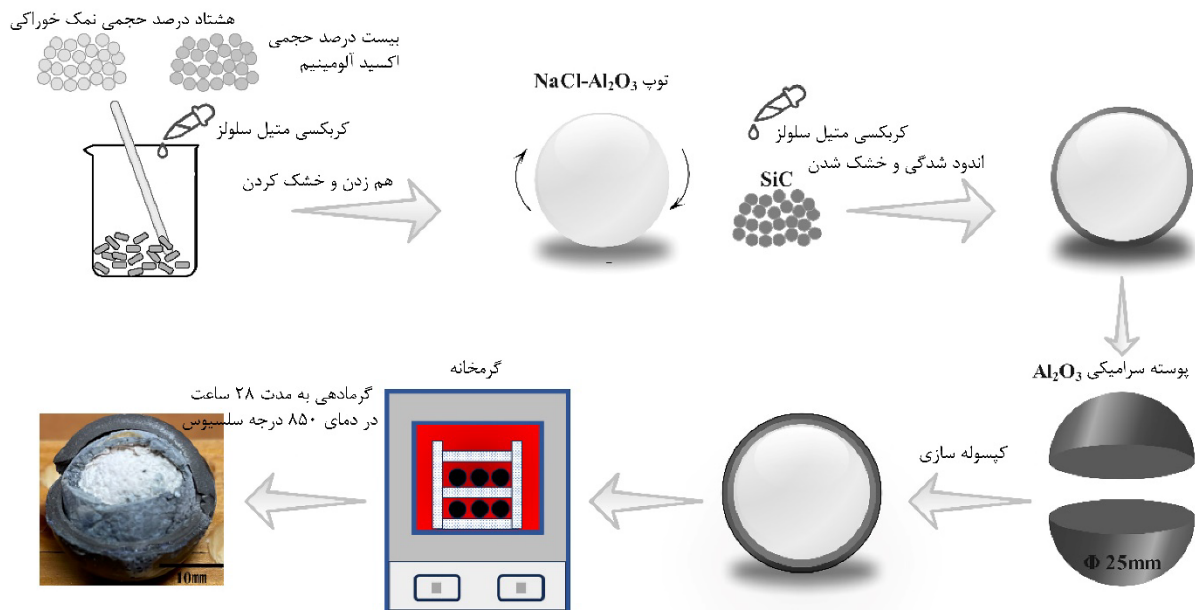 هشتاد درصد حجمی نمک خوراکی
بیست درصد حجمی
اکسید آلومینیم
کربکسی متیل سلولز
هم زدن و خشک کردن
توپ NaCl-Al₂O₃
کربکسی متیل سلولز
اندود شدگی و خشک شدن
SiC
پوسته سرامیکی Al₂O₃
Φ 25mm
کپسوله سازی
گرمخانه
گرمادهی به مدت ۲۸ ساعت
در دمای ۸۵۰ درجه سلسیوس
10mm